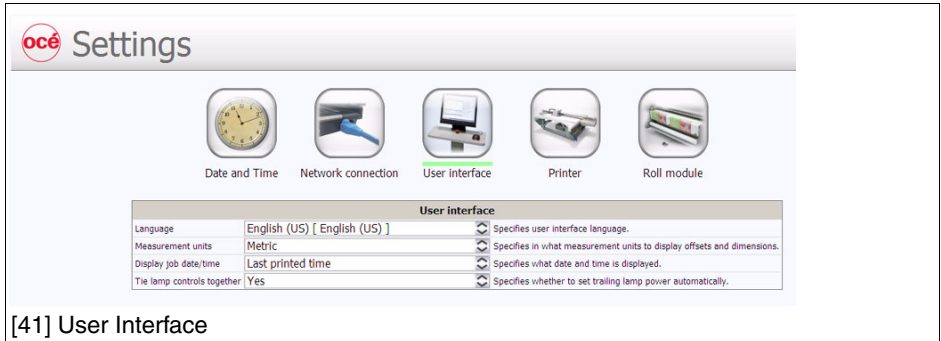 océ Settings
Date and Time Network connection User interface Printer Roll module
User interface
Language English (US) [ English (US) ] Specifies user interface language.
Measurement units Metric Specifies in what measurement units to display offsets and dimensions.
Display job date/time Last printed time Specifies what date and time is displayed.
Tie lamp controls together Yes Specifies whether to set trailing lamp power automatically.
[41] User Interface